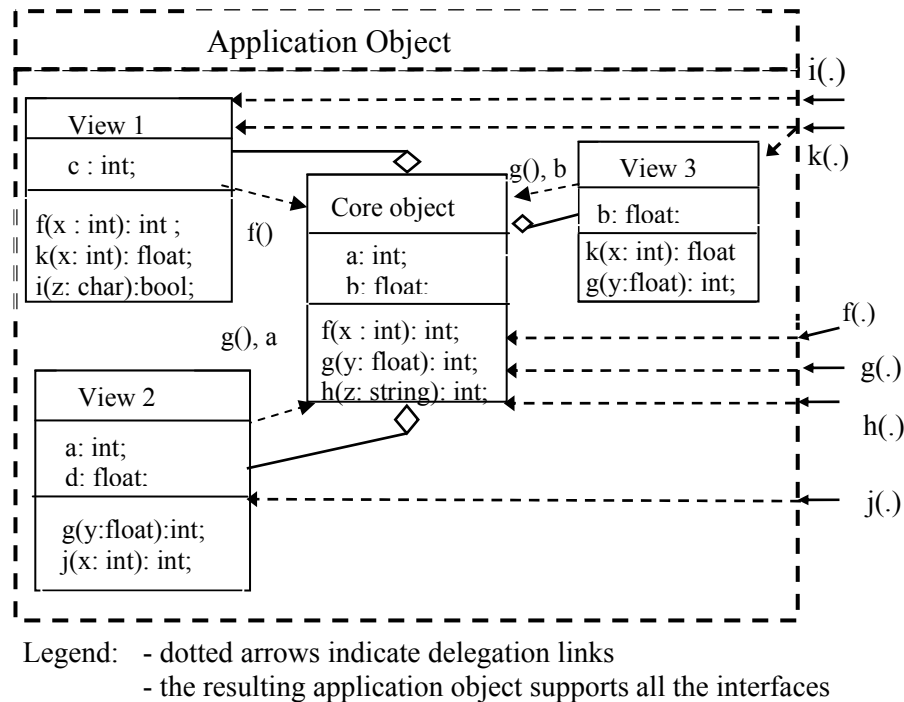 Application Object
i(.)
View 1
c : int;
f(x : int): int ;
k(x: int): float;
i(z: char):bool;
f()
g(), b
View 3
b: float:
k(x: int): float
g(y:float): int;
k(.)
Core object
a: int;
b: float:
f(x : int): int;
g(y: float): int;
h(z: string): int;
f(.)
g(.)
h(.)
g(), a
View 2
a: int;
d: float:
g(y:float):int;
j(x: int): int;
j(.)
Legend: - dotted arrows indicate delegation links
- the resulting application object supports all the interfaces